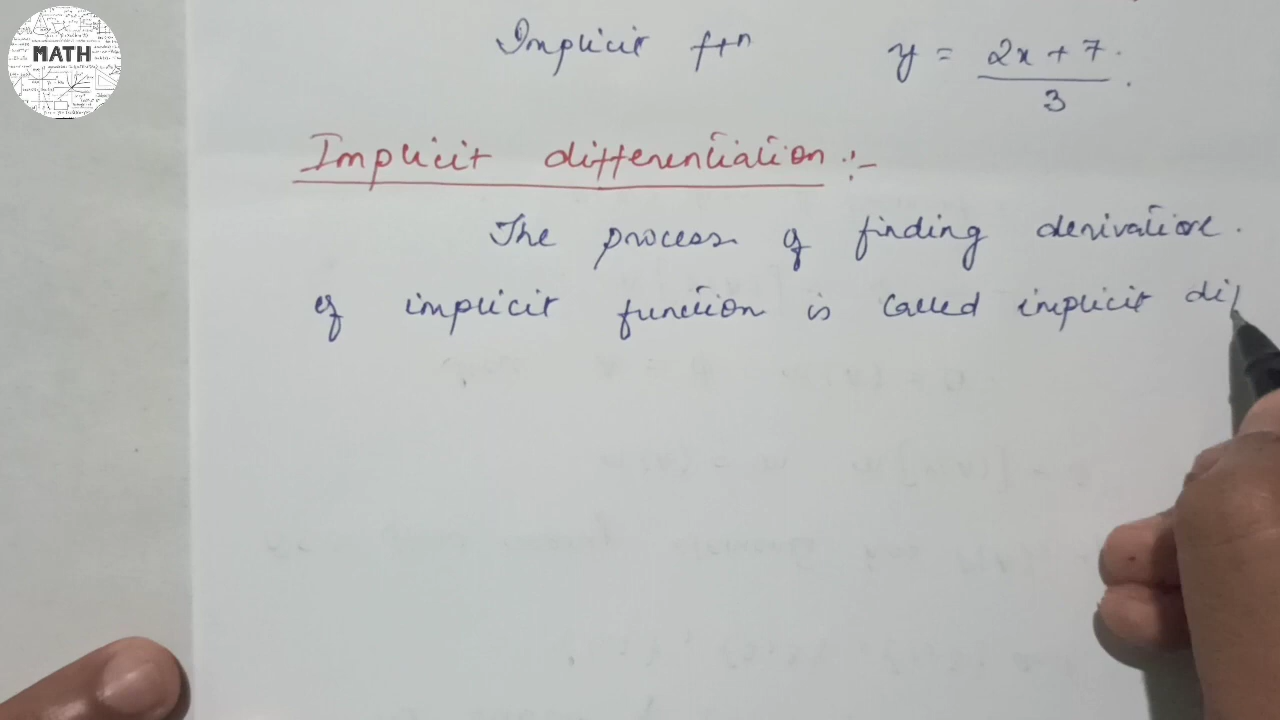 MATH
Implicit ftn y = 2x + 7 / 3
Implicit differentiation :-
The process of finding derivative.
of implicit function is called implicit dif